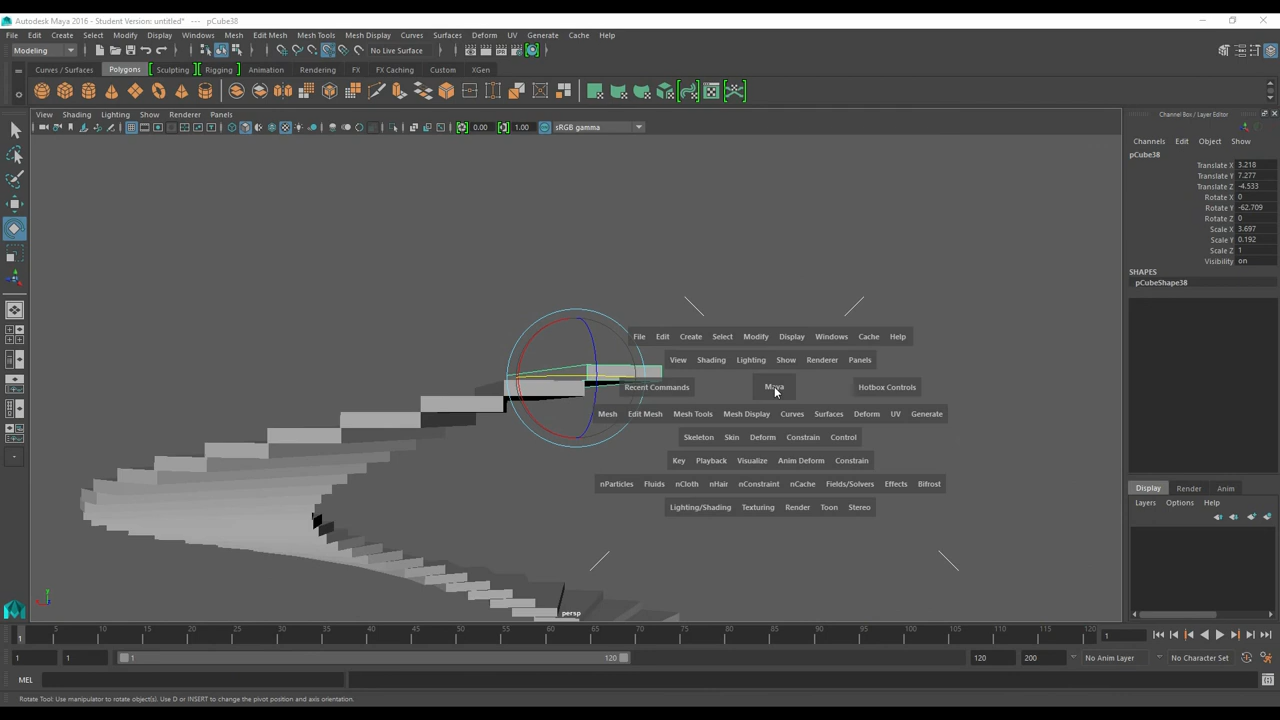 Autodesk Maya 2016 - Student Version: untitled*   ---   pCube38
File Edit Create Select Modify Display Windows Mesh Edit Mesh Mesh Tools Mesh Display Curves Surfaces Deform UV Generate Cache Help
Modeling No Live Surface
Curves / Surfaces Polygons Sculpting Rigging Animation Rendering FX FX Caching Custom XGen
View Shading Lighting Show Renderer Panels
0.00 1.00 sRGB gamma
Channel Box / Layer Editor
Channels Edit Object Show
pCube38
Translate X 3.218
Translate Y 7.277
Translate Z -4.533
Rotate X 0
Rotate Y -62.709
Rotate Z 0
Scale X 3.697
Scale Y 0.192
Scale Z 1
Visibility on
SHAPES
pCubeShape38
File Edit Create Select Modify Display Windows Cache Help
View Shading Lighting Show Renderer Panels
Recent Commands Maya Hotbox Controls
Mesh Edit Mesh Mesh Tools Mesh Display Curves Surfaces Deform UV Generate
Skeleton Skin Deform Constrain Control
Key Playback Visualize Anim Deform Constrain
nParticles Fluids nCloth nHair nConstraint nCache Fields/Solvers Effects Bifrost
Lighting/Shading Texturing Render Toon Stereo
Display Render Anim
Layers Options Help
persp
1 5 10 15 20 25 30 35 40 45 50 55 60 65 70 75 80 85 90 95 100 105 110 115 120 1
1 1 1 120 120 200 No Anim Layer No Character Set
MEL
Rotate Tool: Use manipulator to rotate object(s). Use D or INSERT to change the pivot position and axis orientation.